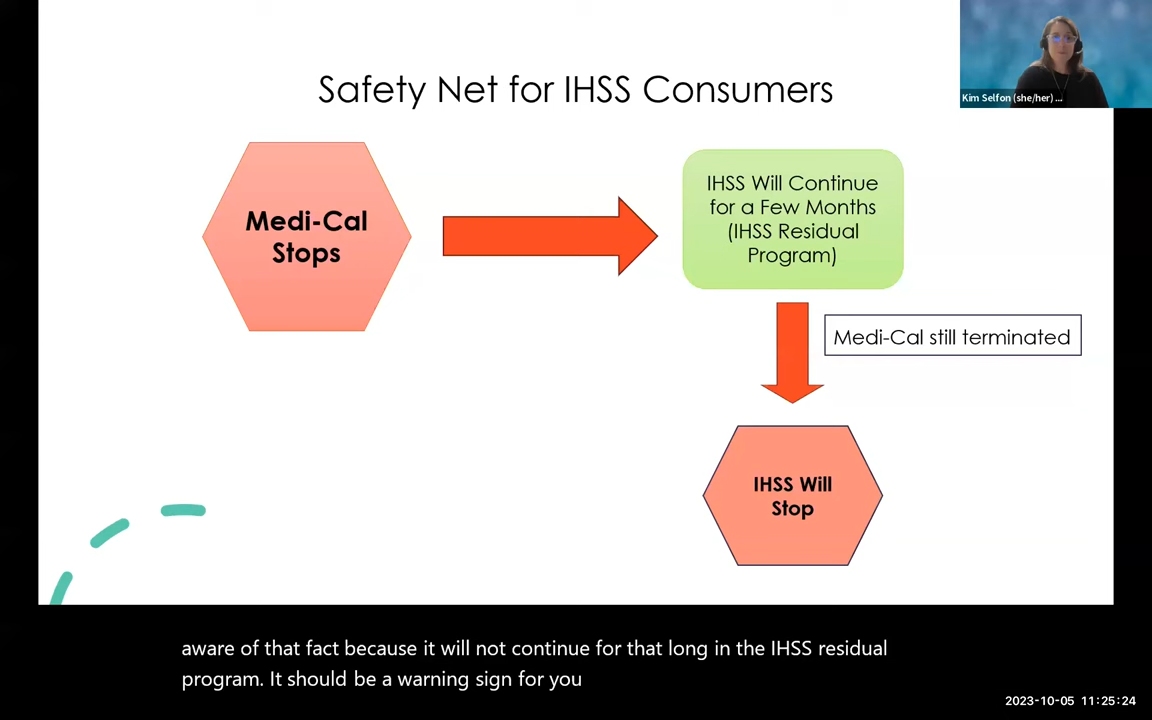 Safety Net for IHSS Consumers
Kim Selfon (she/her) ...
Medi-Cal
Stops
IHSS Will Continue
for a Few Months
(IHSS Residual
Program)
Medi-Cal still terminated
IHSS Will
Stop
aware of that fact because it will not continue for that long in the IHSS residual
program. It should be a warning sign for you
2023-10-05 11:25:24